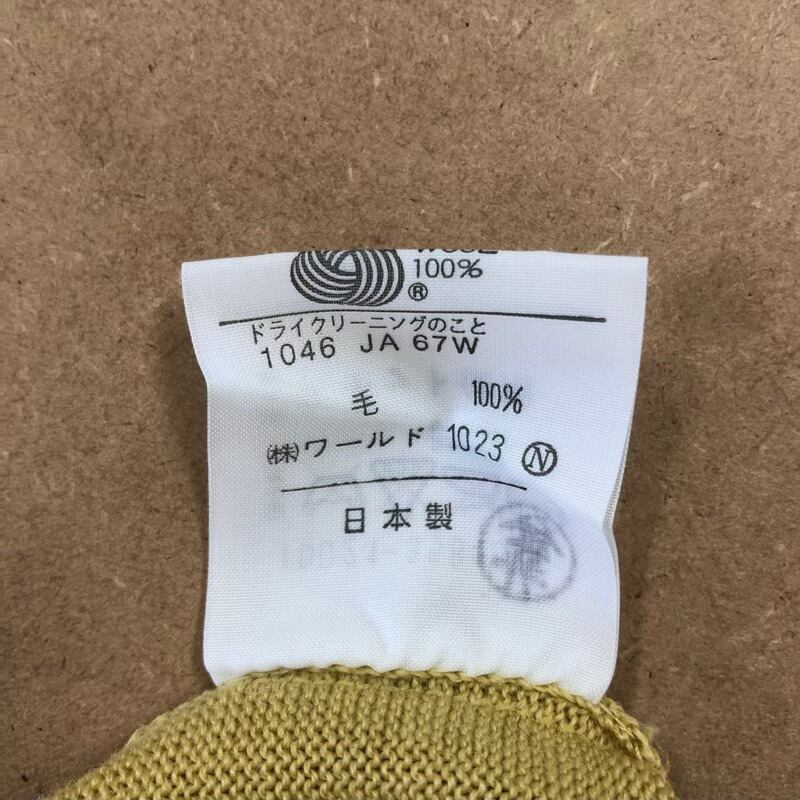 WOOL
100%
®
ドライクリーニングのこと
1046 JA 67W
毛 100%
㈱ワールド 1023 Ⓝ
日本製